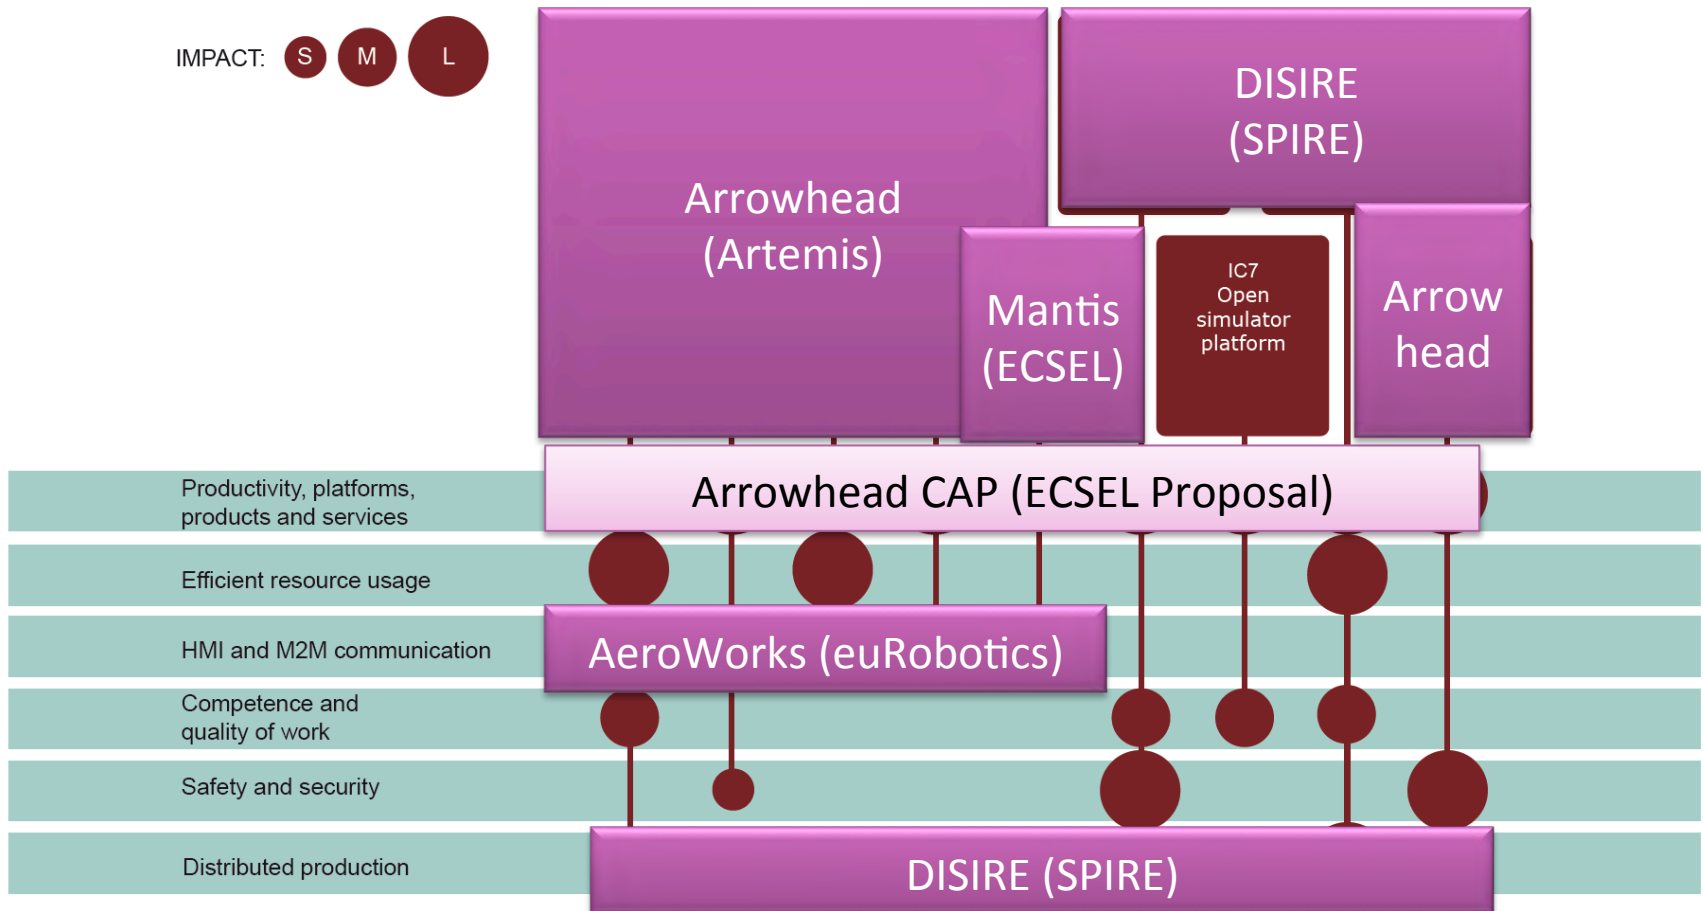 IMPACT: S M L
Arrowhead
(Artemis)
DISIRE
(SPIRE)
Mantis
(ECSEL)
IC7
Open
simulator
platform
Arrow
head
Arrowhead CAP (ECSEL Proposal)
Productivity, platforms,
products and services
Efficient resource usage
HMI and M2M communication
AeroWorks (euRobotics)
Competence and
quality of work
Safety and security
Distributed production
DISIRE (SPIRE)